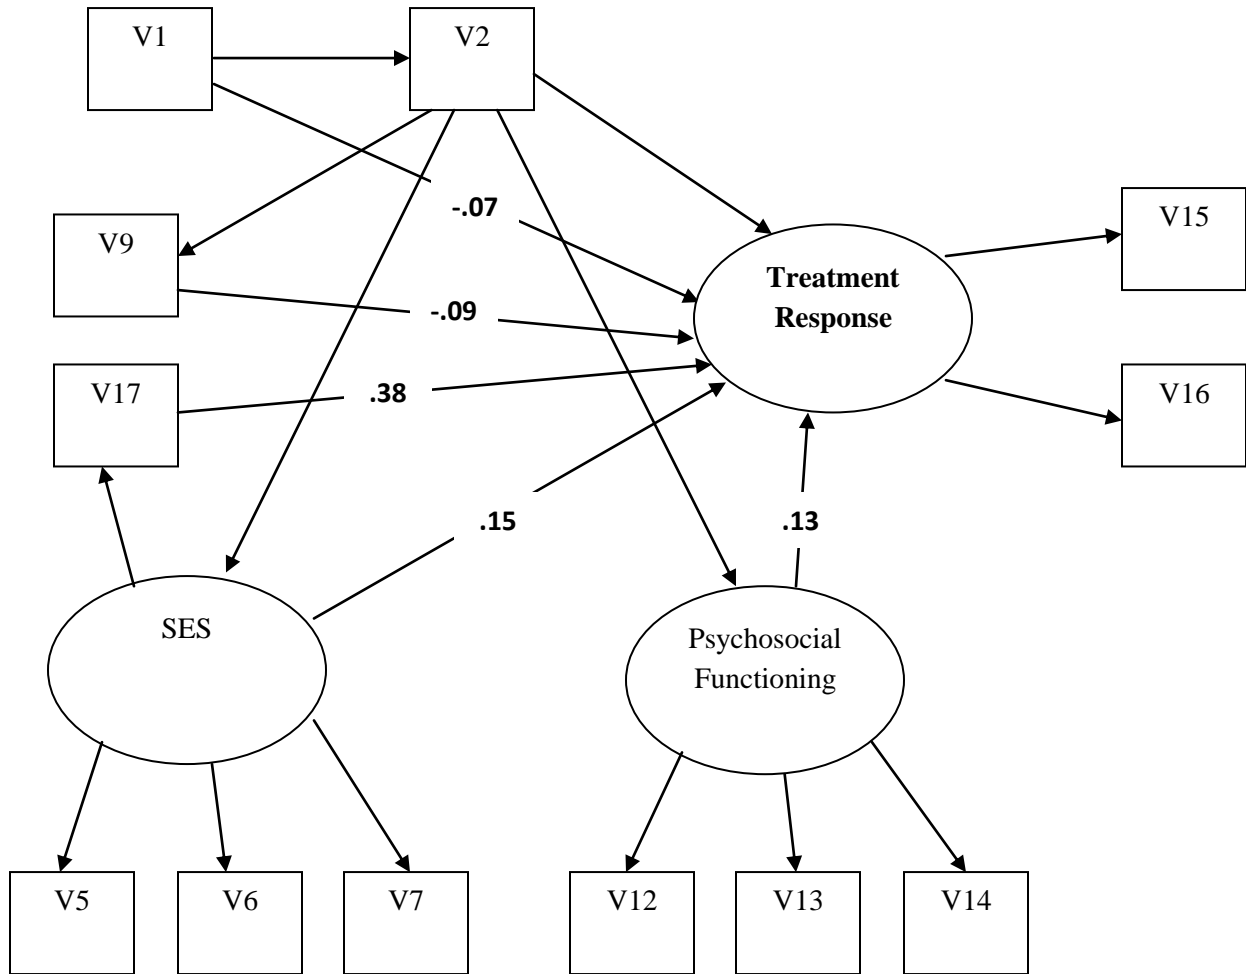 V1
V2
-.07
V9
V15
Treatment
Response
-.09
V17
.38
V16
.15
.13
SES
Psychosocial
Functioning
V5
V6
V7
V12
V13
V14